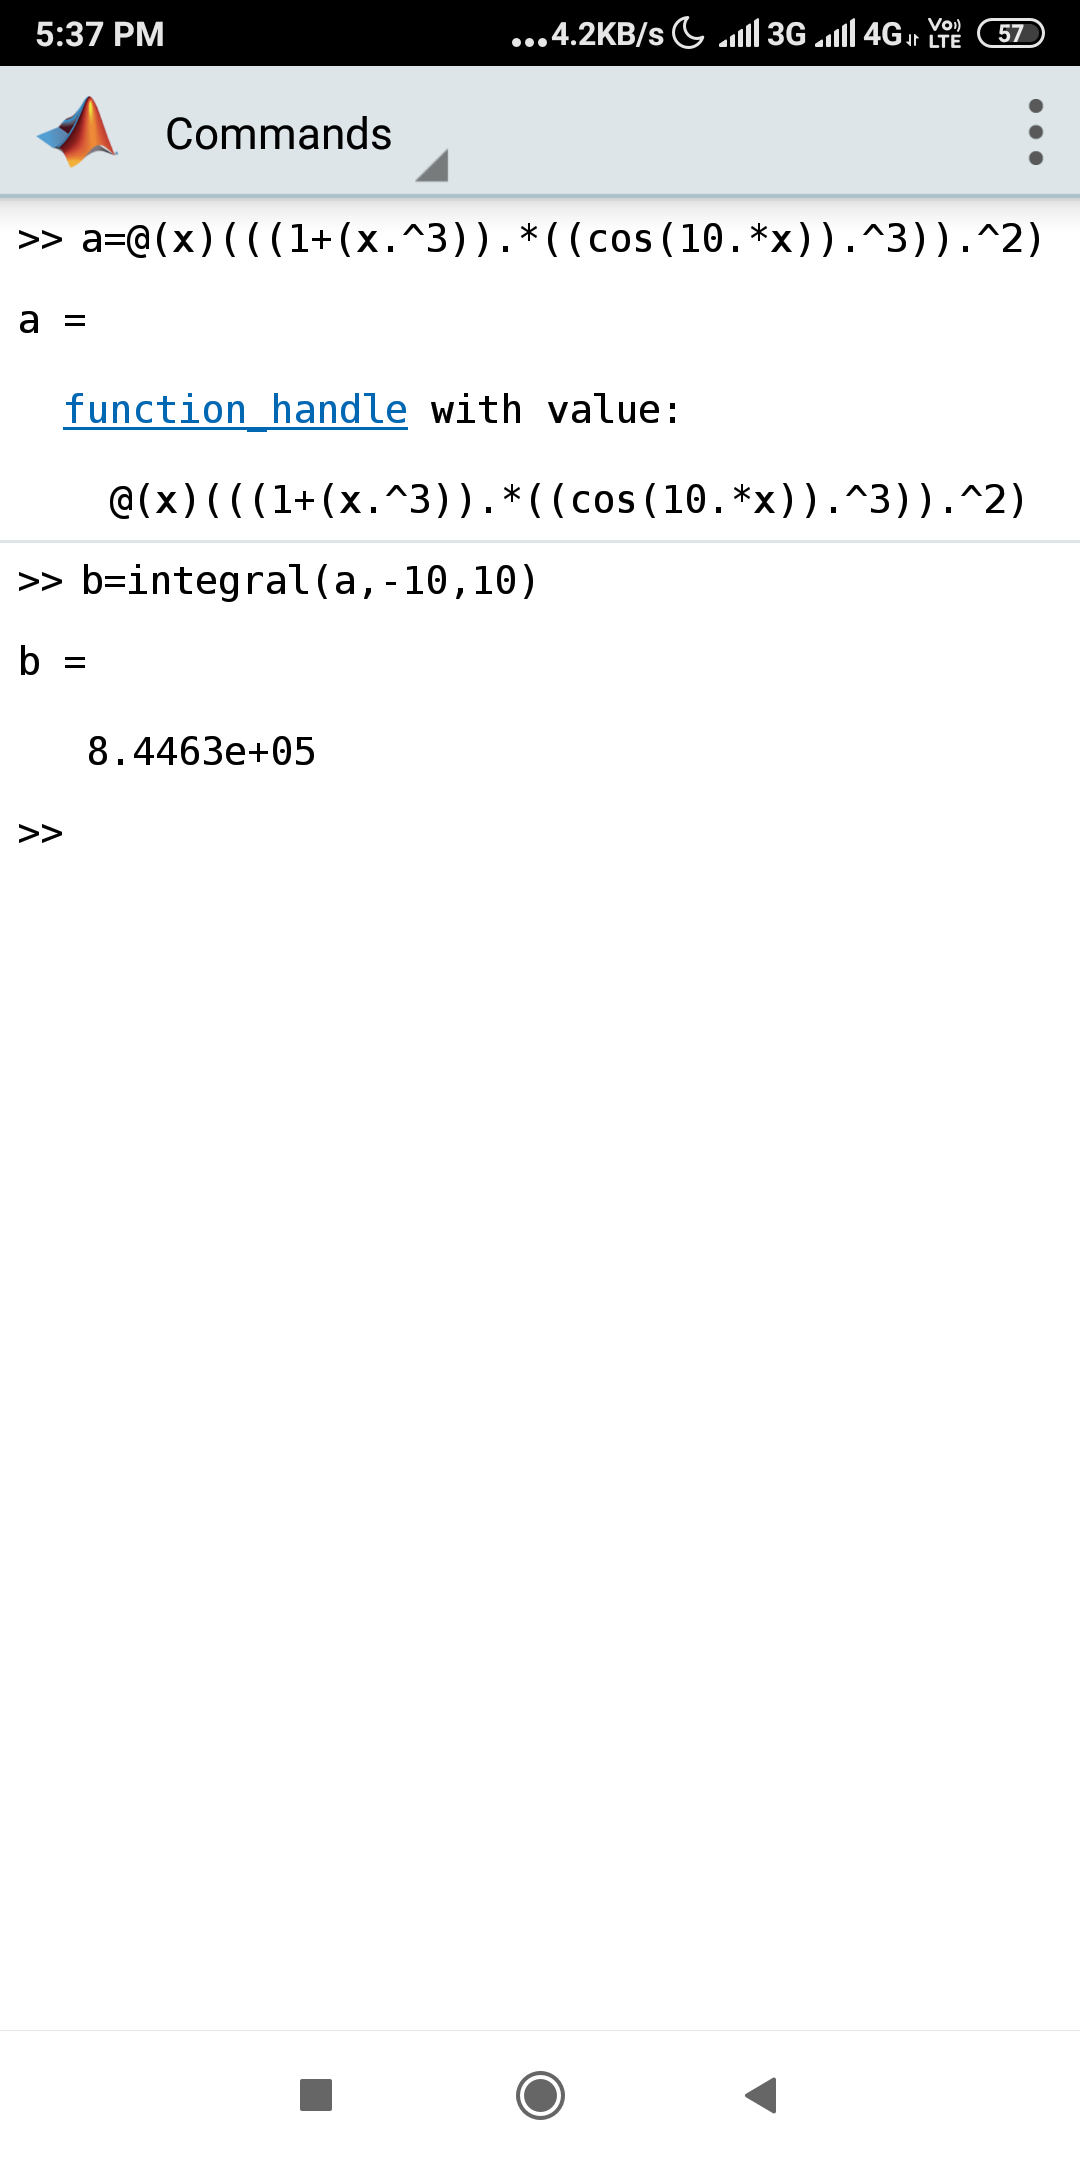 5:37 PM ...4.2KB/s 3G 4G Vo)) LTE 57
Commands
>> a=@(x)(((1+(x.^3)).*((cos(10.*x)).^3)).^2)
a =
function_handle with value:
@(x)(((1+(x.^3)).*((cos(10.*x)).^3)).^2)
>> b=integral(a,-10,10)
b =
8.4463e+05
>>